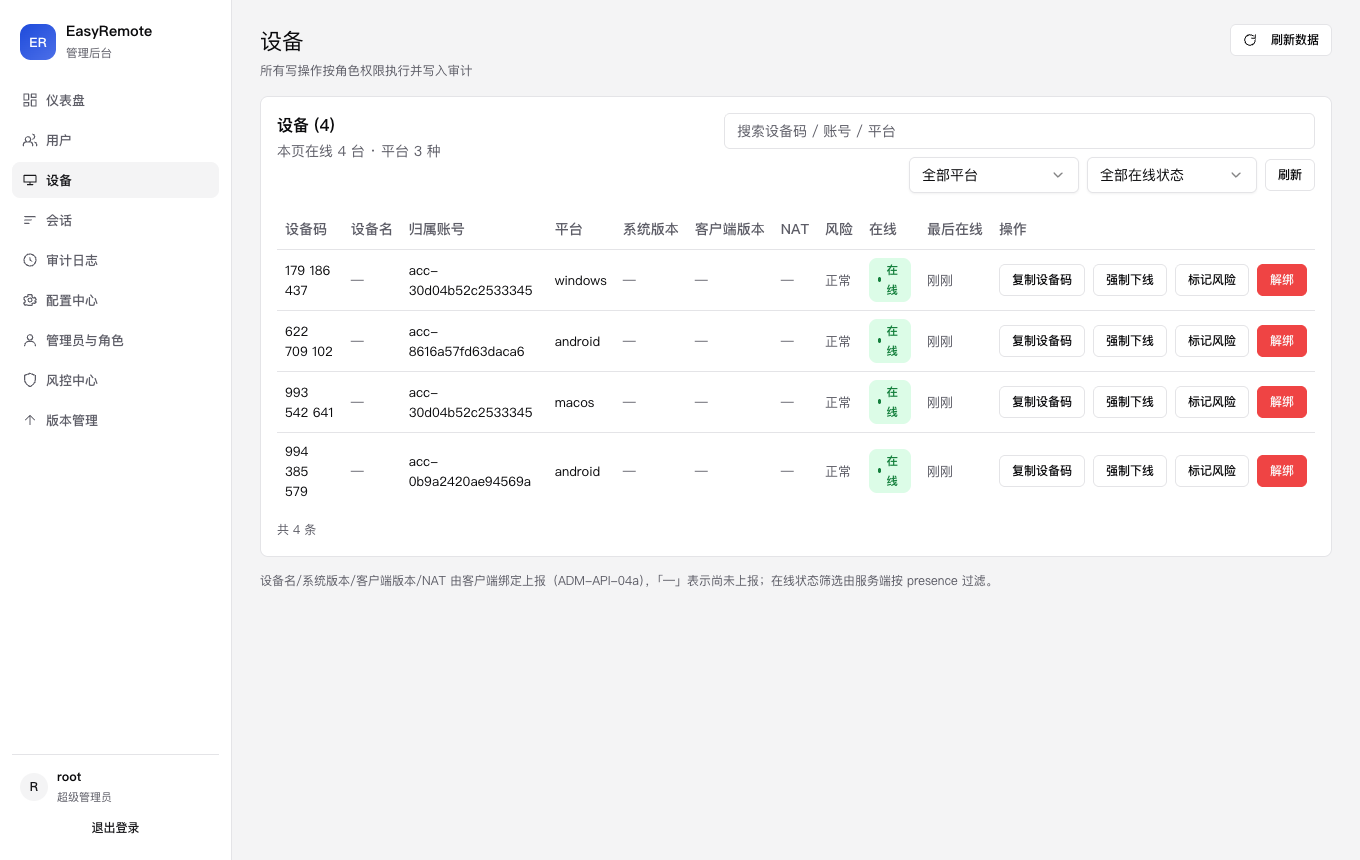 ER
EasyRemote
管理后台
仪表盘
用户
设备
会话
审计日志
配置中心
管理员与角色
风控中心
版本管理
R
root
超级管理员
退出登录
设备
刷新数据
所有写操作按角色权限执行并写入审计
设备 (4)
本页在线 4 台 · 平台 3 种
搜索设备码 / 账号 / 平台
全部平台
全部在线状态
刷新
设备码 设备名 归属账号 平台 系统版本 客户端版本 NAT 风险 在线 最后在线 操作
179 186
437
—
acc-
30d04b52c2533345
windows — — — 正常
在
线
刚刚 复制设备码 强制下线 标记风险 解绑
622
709 102
—
acc-
8616a57fd63daca6
android — — — 正常
在
线
刚刚 复制设备码 强制下线 标记风险 解绑
993
542 641
—
acc-
30d04b52c2533345
macos — — — 正常
在
线
刚刚 复制设备码 强制下线 标记风险 解绑
994
385
579
—
acc-
0b9a2420ae94569a
android — — — 正常
在
线
刚刚 复制设备码 强制下线 标记风险 解绑
共 4 条
设备名/系统版本/客户端版本/NAT 由客户端绑定上报（ADM-API-04a），「—」表示尚未上报；在线状态筛选由服务端按 presence 过滤。